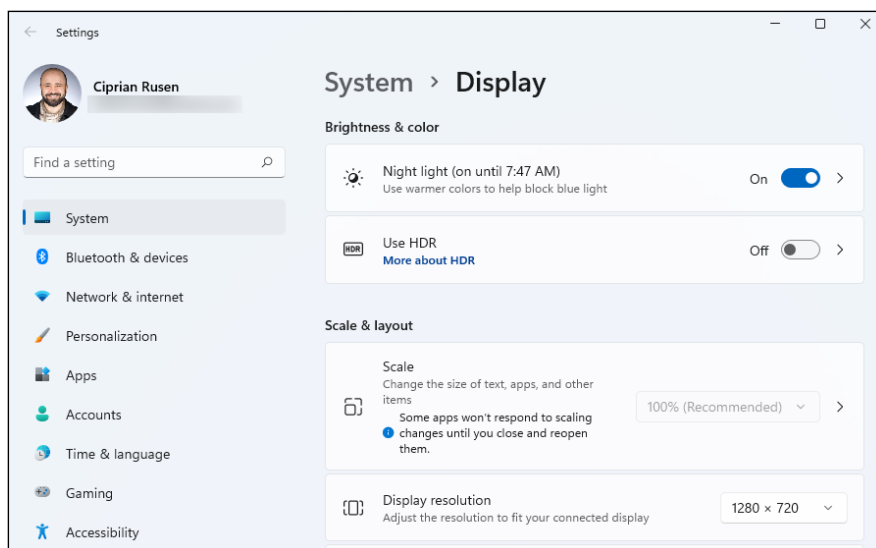 Settings
Ciprian Rusen
Find a setting
System
Bluetooth & devices
Network & internet
Personalization
Apps
Accounts
Time & language
Gaming
Accessibility
System > Display
Brightness & color
Night light (on until 7:47 AM)
Use warmer colors to help block blue light
On
HDR
Use HDR
More about HDR
Off
Scale & layout
Scale
Change the size of text, apps, and other
items
Some apps won't respond to scaling
changes until you close and reopen
them.
100% (Recommended)
Display resolution
Adjust the resolution to fit your connected display
1280 × 720